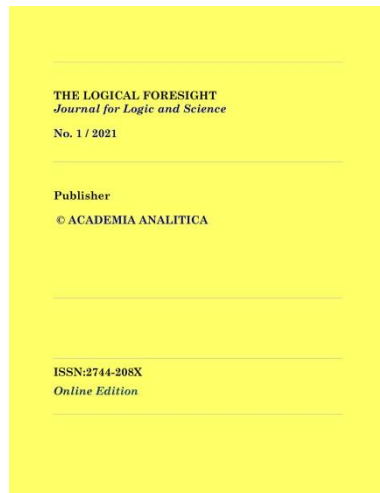 THE LOGICAL FORESIGHT
Journal for Logic and Science
No. 1 / 2021
Publisher
© ACADEMIA ANALITICA
ISSN:2744-208X
Online Edition